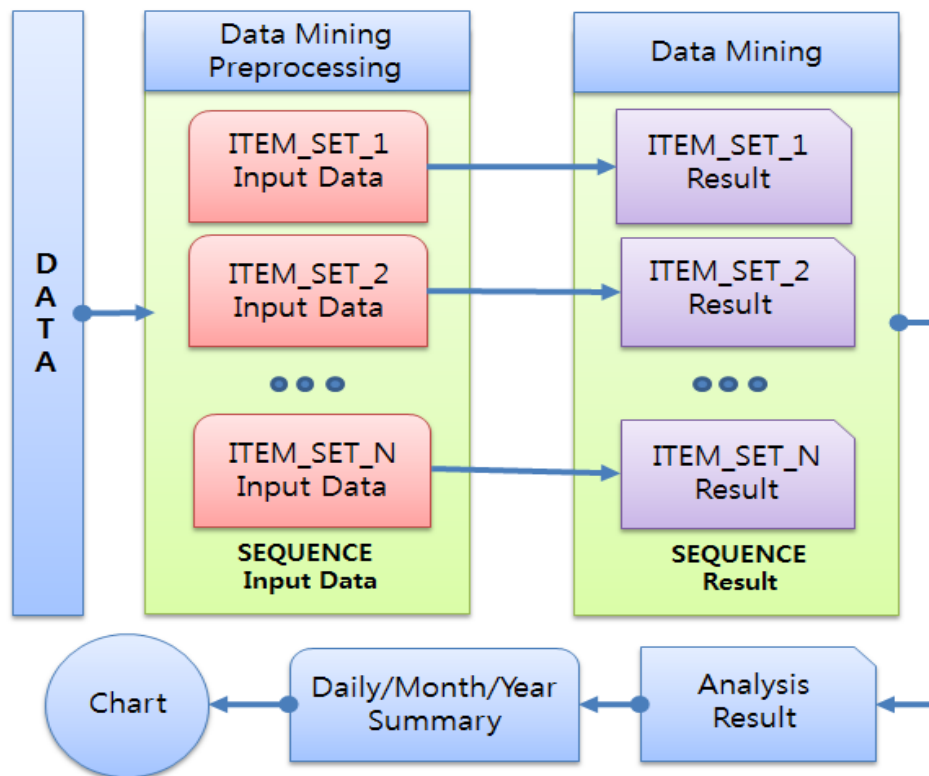 D
A
T
A
Data Mining
Preprocessing
ITEM_SET_1
Input Data
ITEM_SET_2
Input Data
ITEM_SET_N
Input Data
SEQUENCE
Input Data
Data Mining
ITEM_SET_1
Result
ITEM_SET_2
Result
ITEM_SET_N
Result
SEQUENCE
Result
Analysis
Result
Daily/Month/Year
Summary
Chart